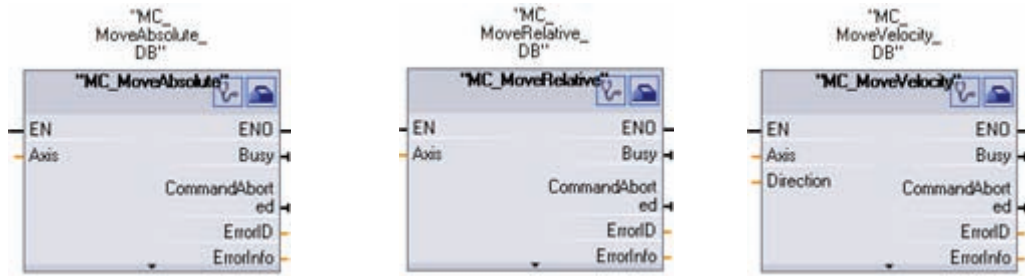 "MC_
MoveAbsolute_
DB"
"MC_MoveAbsolute"
EN ENO
Axis Busy
CommandAbort
ed
ErrorID
ErrorInfo
"MC_
MoveRelative_
DB"
"MC_MoveRelative"
EN ENO
Axis Busy
CommandAbort
ed
ErrorID
ErrorInfo
"MC_
MoveVelocity_
DB"
"MC_MoveVelocity"
EN ENO
Axis Busy
Direction CommandAbort
ed
ErrorID
ErrorInfo